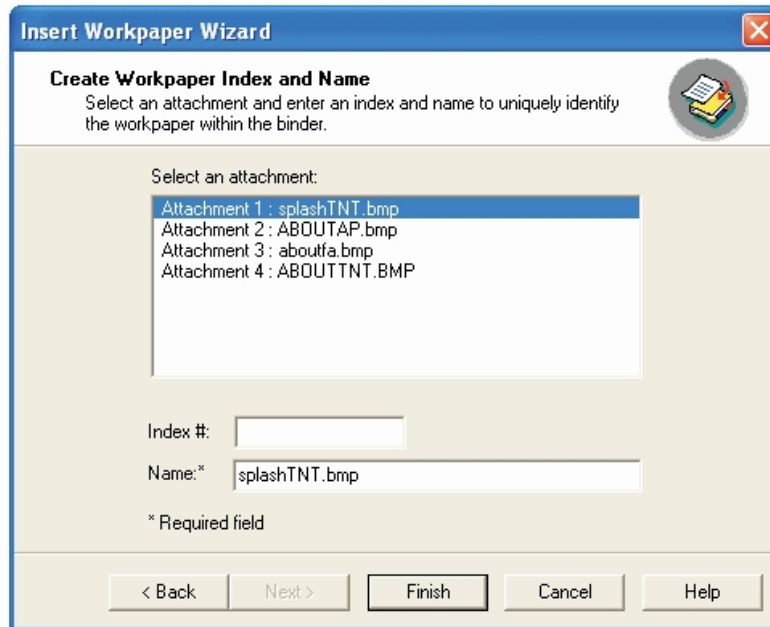 Insert Workpaper Wizard
Create Workpaper Index and Name
Select an attachment and enter an index and name to uniquely identify
the workpaper within the binder.
Select an attachment:
Attachment 1 : splashTNT.bmp
Attachment 2 : ABOUTAP.bmp
Attachment 3 : aboutfa.bmp
Attachment 4 : ABOUTTNT.BMP
Index #:
Name:* splashTNT.bmp
* Required field
< Back Next > Finish Cancel Help